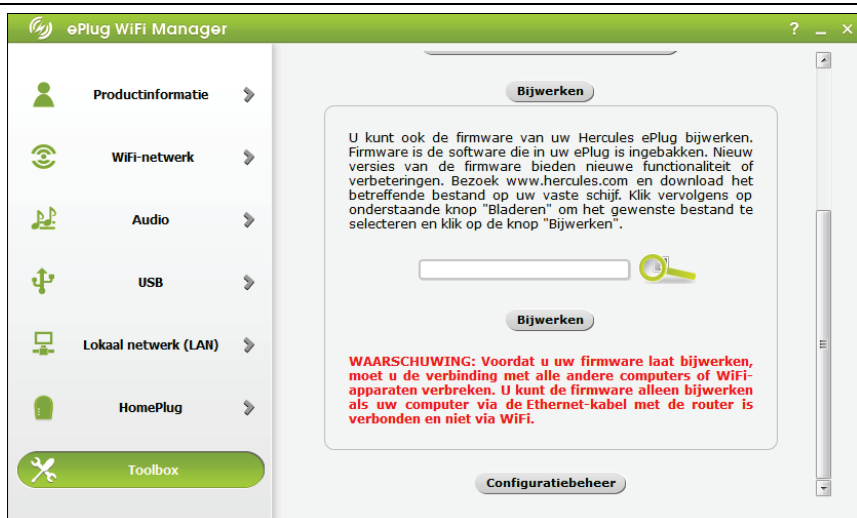 ePlug WiFi Manager
? _ ×
Productinformatie
WiFi-netwerk
Audio
USB
Lokaal netwerk (LAN)
HomePlug
Toolbox
Bijwerken
U kunt ook de firmware van uw Hercules ePlug bijwerken.
Firmware is de software die in uw ePlug is ingebakken. Nieuw
versies van de firmware bieden nieuwe functionaliteit of
verbeteringen. Bezoek www.hercules.com en download het
betreffende bestand op uw vaste schijf. Klik vervolgens op
onderstaande knop "Bladeren" om het gewenste bestand te
selecteren en klik op de knop "Bijwerken".
Bijwerken
WAARSCHUWING: Voordat u uw firmware laat bijwerken,
moet u de verbinding met alle andere computers of WiFi-
apparaten verbreken. U kunt de firmware alleen bijwerken
als uw computer via de Ethernet-kabel met de router is
verbonden en niet via WiFi.
Configuratiebeheer